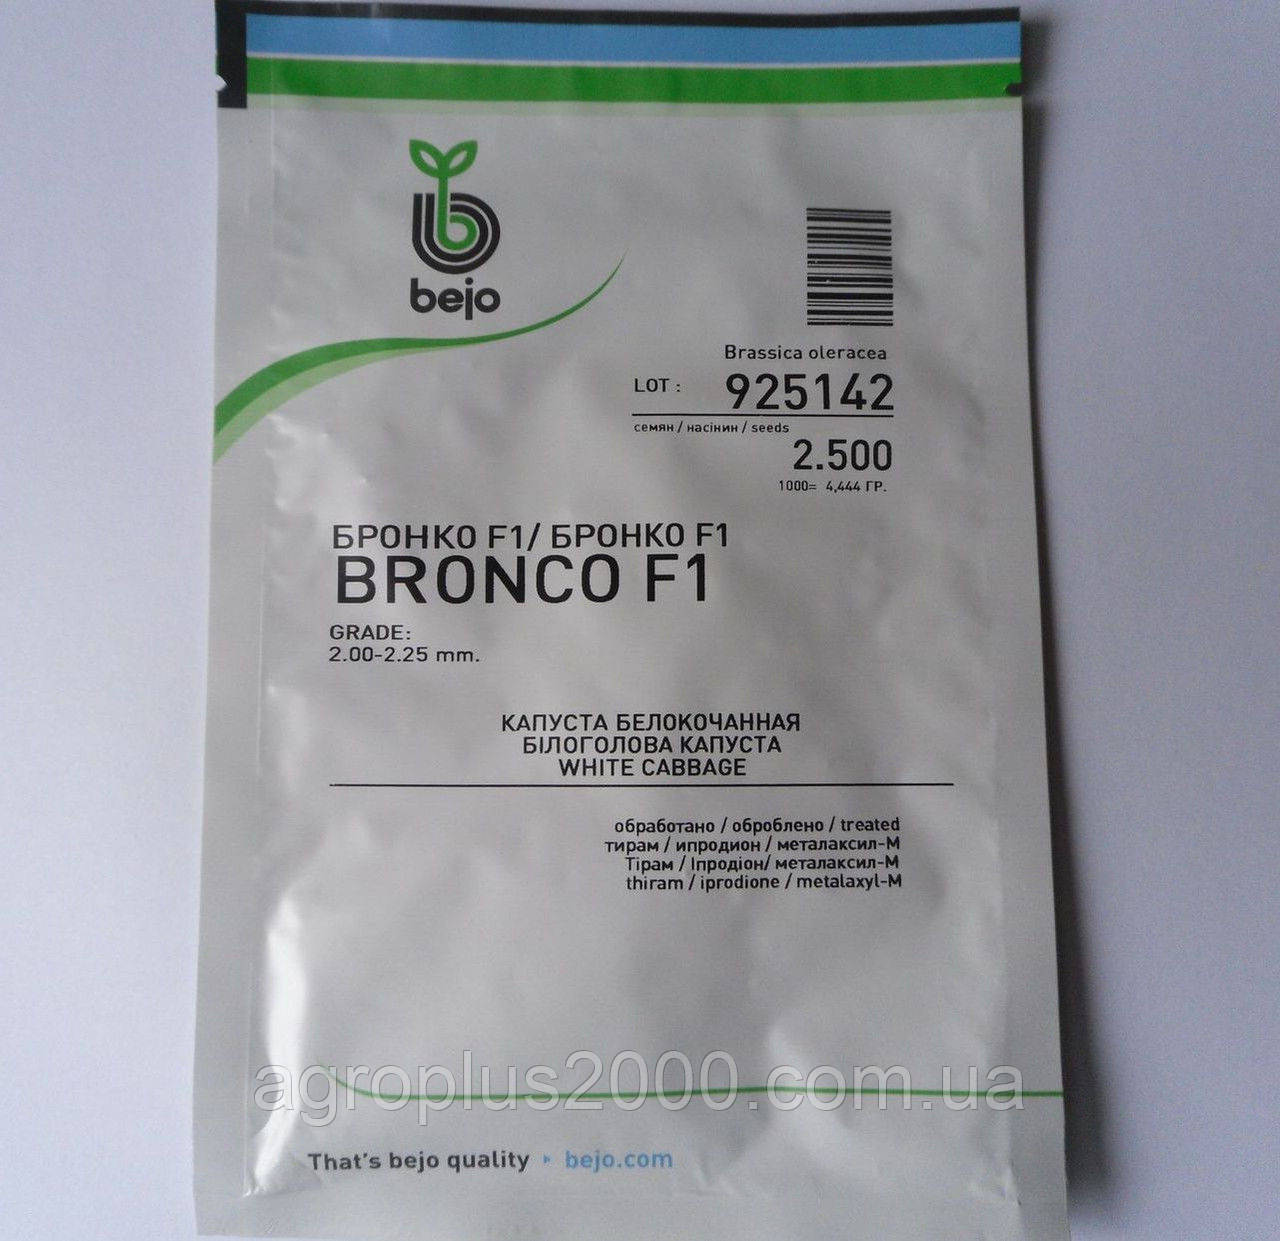 bejo
Brassica oleracea
LOT : 925142
семян / насінин / seeds
2.500
1000= 4,444 ГР.
БРОНКО F1/ БРОНКО F1
BRONCO F1
GRADE:
2.00-2.25 mm.
КАПУСТА БЕЛОКОЧАННАЯ
БІЛОГОЛОВА КАПУСТА
WHITE CABBAGE
обработано / оброблено / treated
тирам / ипродион / металаксил-М
Тірам / Іпродіон/ металаксил-М
thiram / iprodione / metalaxyl-M
agroplus2000.com.ua
That's bejo quality bejo.com